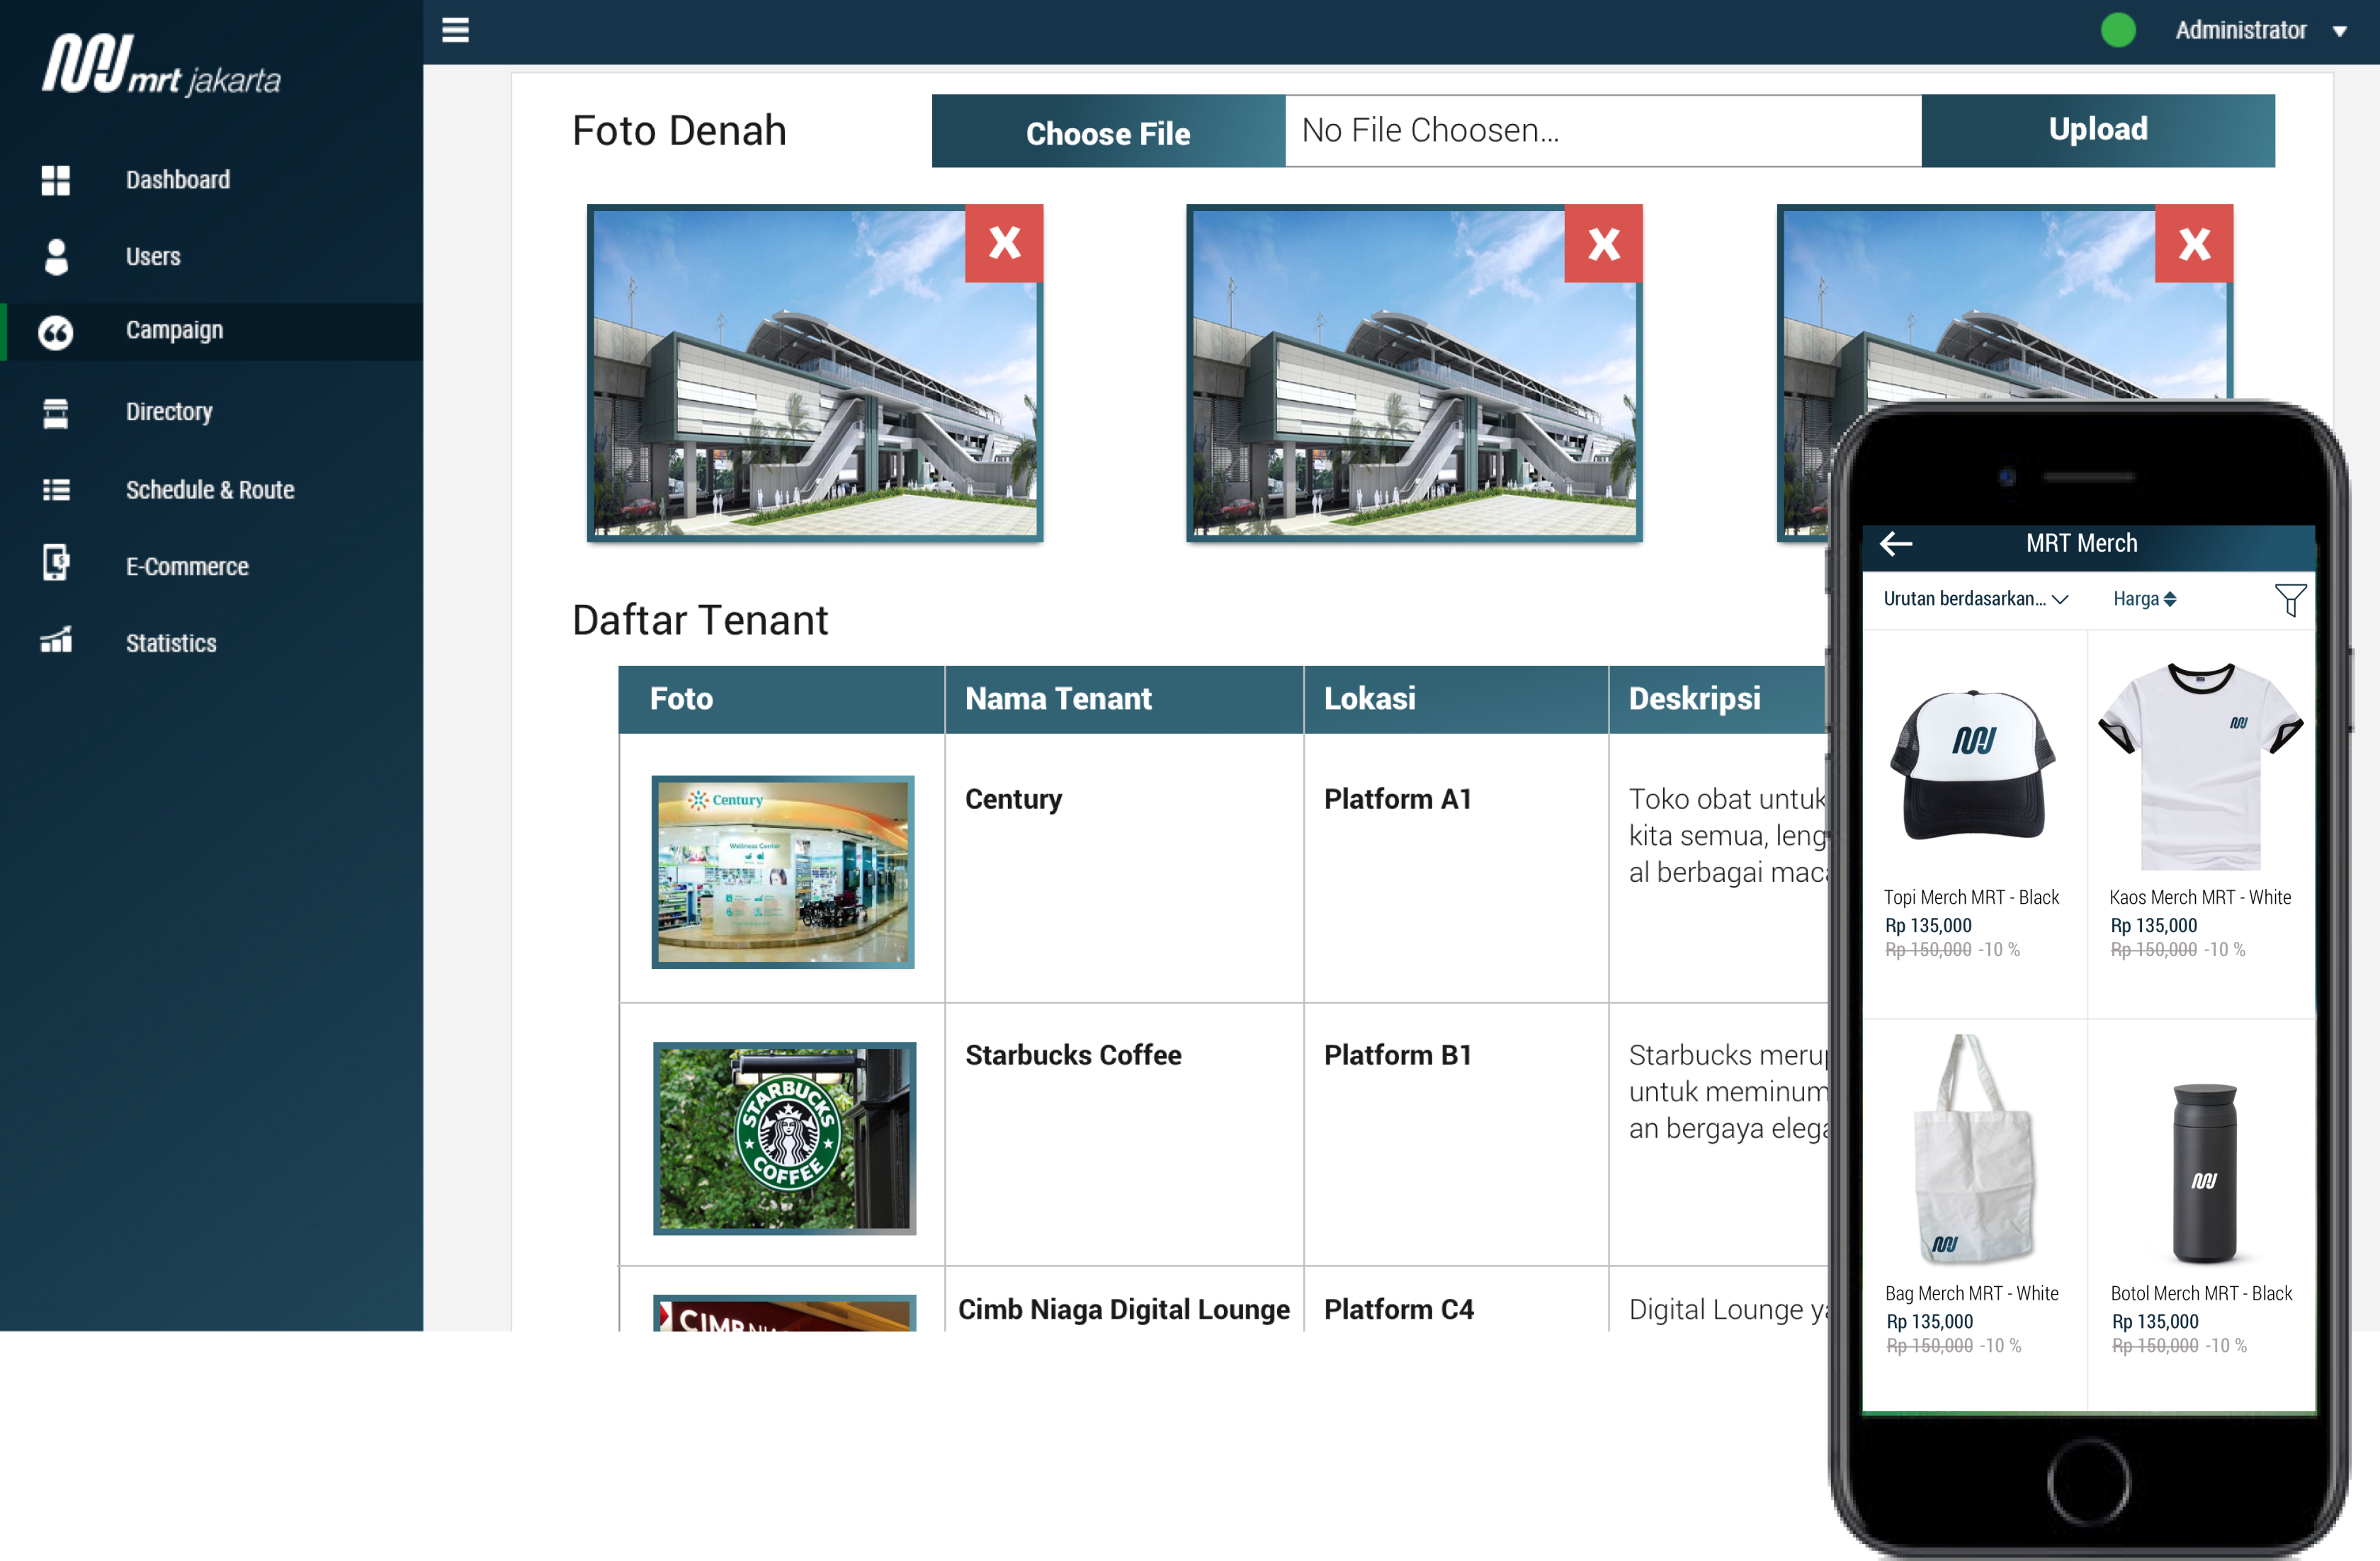 mrt jakarta
Dashboard
Users
Campaign
Directory
Schedule & Route
E-Commerce
Statistics
Administrator
Foto Denah
Choose File
No File Choosen...
Upload
X
X
X
Daftar Tenant
Foto
Nama Tenant
Lokasi
Deskripsi
Century
Wellness Center
Century
Platform A1
Toko obat untuk
kita semua, leng
al berbagai mac
STARBUCKS
COFFEE
Starbucks Coffee
Platform B1
Starbucks meru
untuk meminum
an bergaya eleg
CIMB
Cimb Niaga Digital Lounge
Platform C4
Digital Lounge y
MRT Merch
Urutan berdasarkan...
Harga
Topi Merch MRT - Black
Rp 135,000
Rp 150,000 -10 %
Kaos Merch MRT - White
Rp 135,000
Rp 150,000 -10 %
Bag Merch MRT - White
Rp 135,000
Rp 150,000 -10 %
Botol Merch MRT - Black
Rp 135,000
Rp 150,000 -10 %